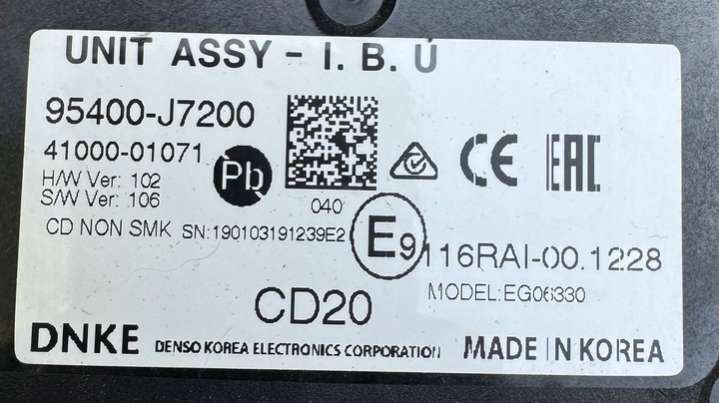 UNIT ASSY - I. B. U
95400-J7200
41000-01071
H/W Ver: 102
S/W Ver: 106
Pb
040
CE
EAC
CD NON SMK SN:190103191239E2
E9
116RAI-00.1228
MODEL:EG06330
CD20
DNKE DENSO KOREA ELECTRONICS CORPORATION MADE IN KOREA